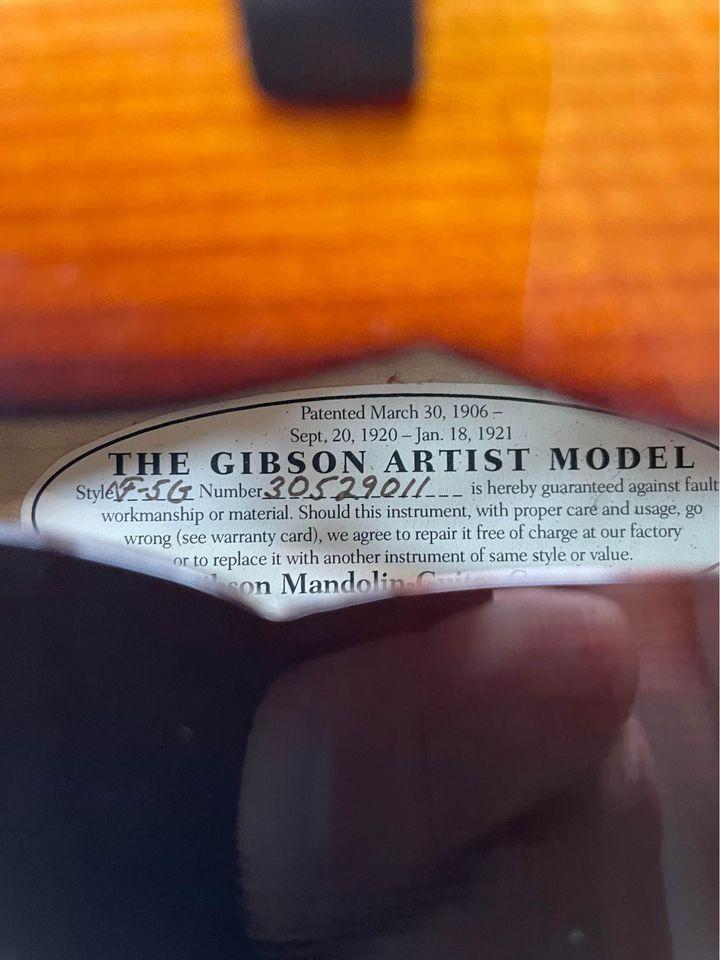 Patented March 30, 1906 –
Sept. 20, 1920 – Jan. 18, 1921
THE GIBSON ARTIST MODEL
Style F-5G Number 30529011 is hereby guaranteed against fault
workmanship or material. Should this instrument, with proper care and usage, go
wrong (see warranty card), we agree to repair it free of charge at our factory
or to replace it with another instrument of same style or value.
Mandolin-